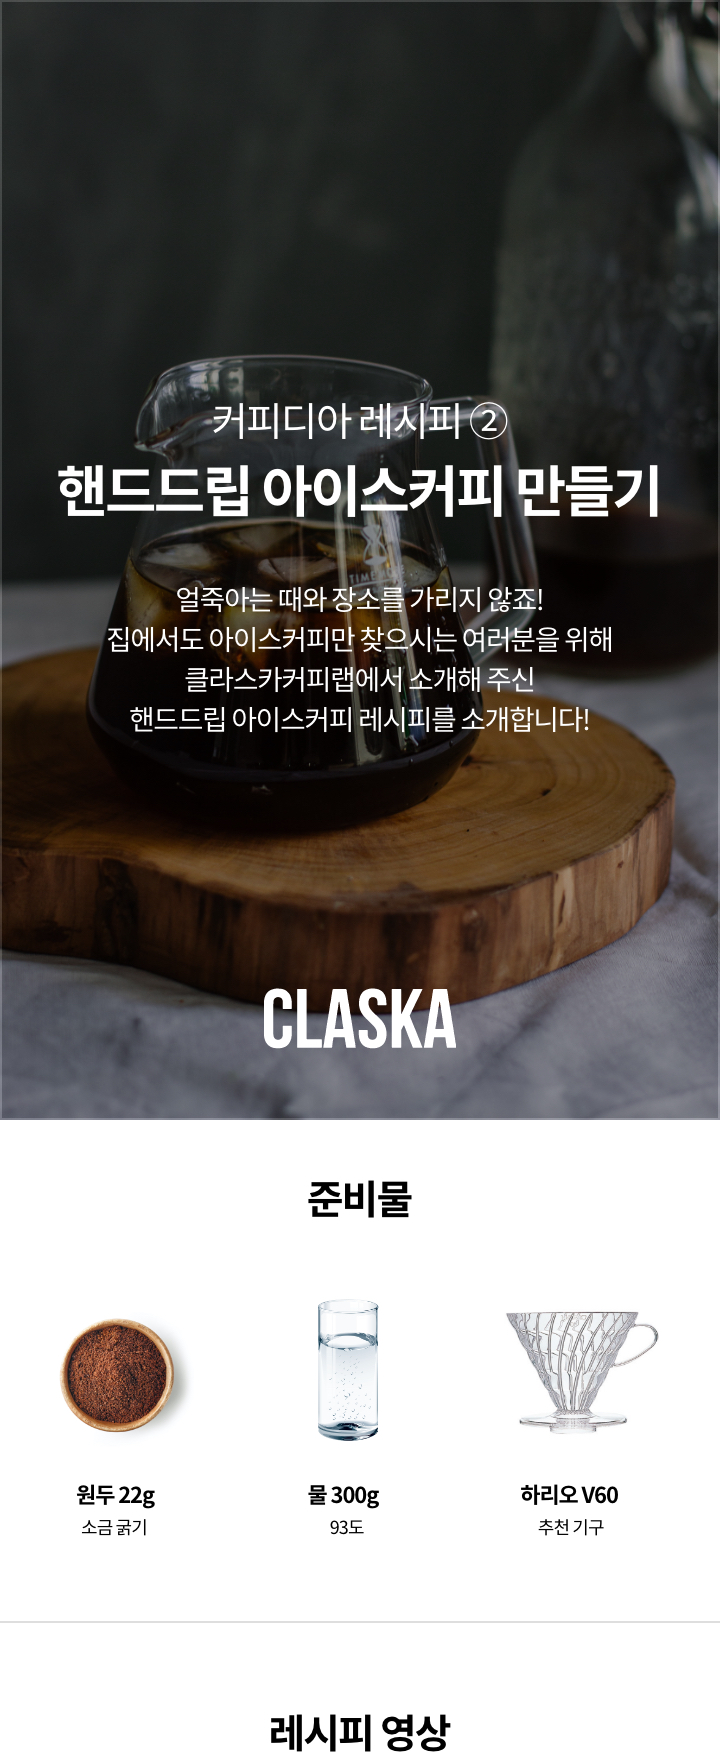 커피디아 레시피 ②
핸드드립 아이스커피 만들기
얼죽아는 때와 장소를 가리지 않죠!
집에서도 아이스커피만 찾으시는 여러분을 위해
클라스카커피랩에서 소개해 주신
핸드드립 아이스커피 레시피를 소개합니다!
CLASKA
준비물
원두 22g
소금 굵기
물 300g
93도
하리오 V60
추천 기구
레시피 영상